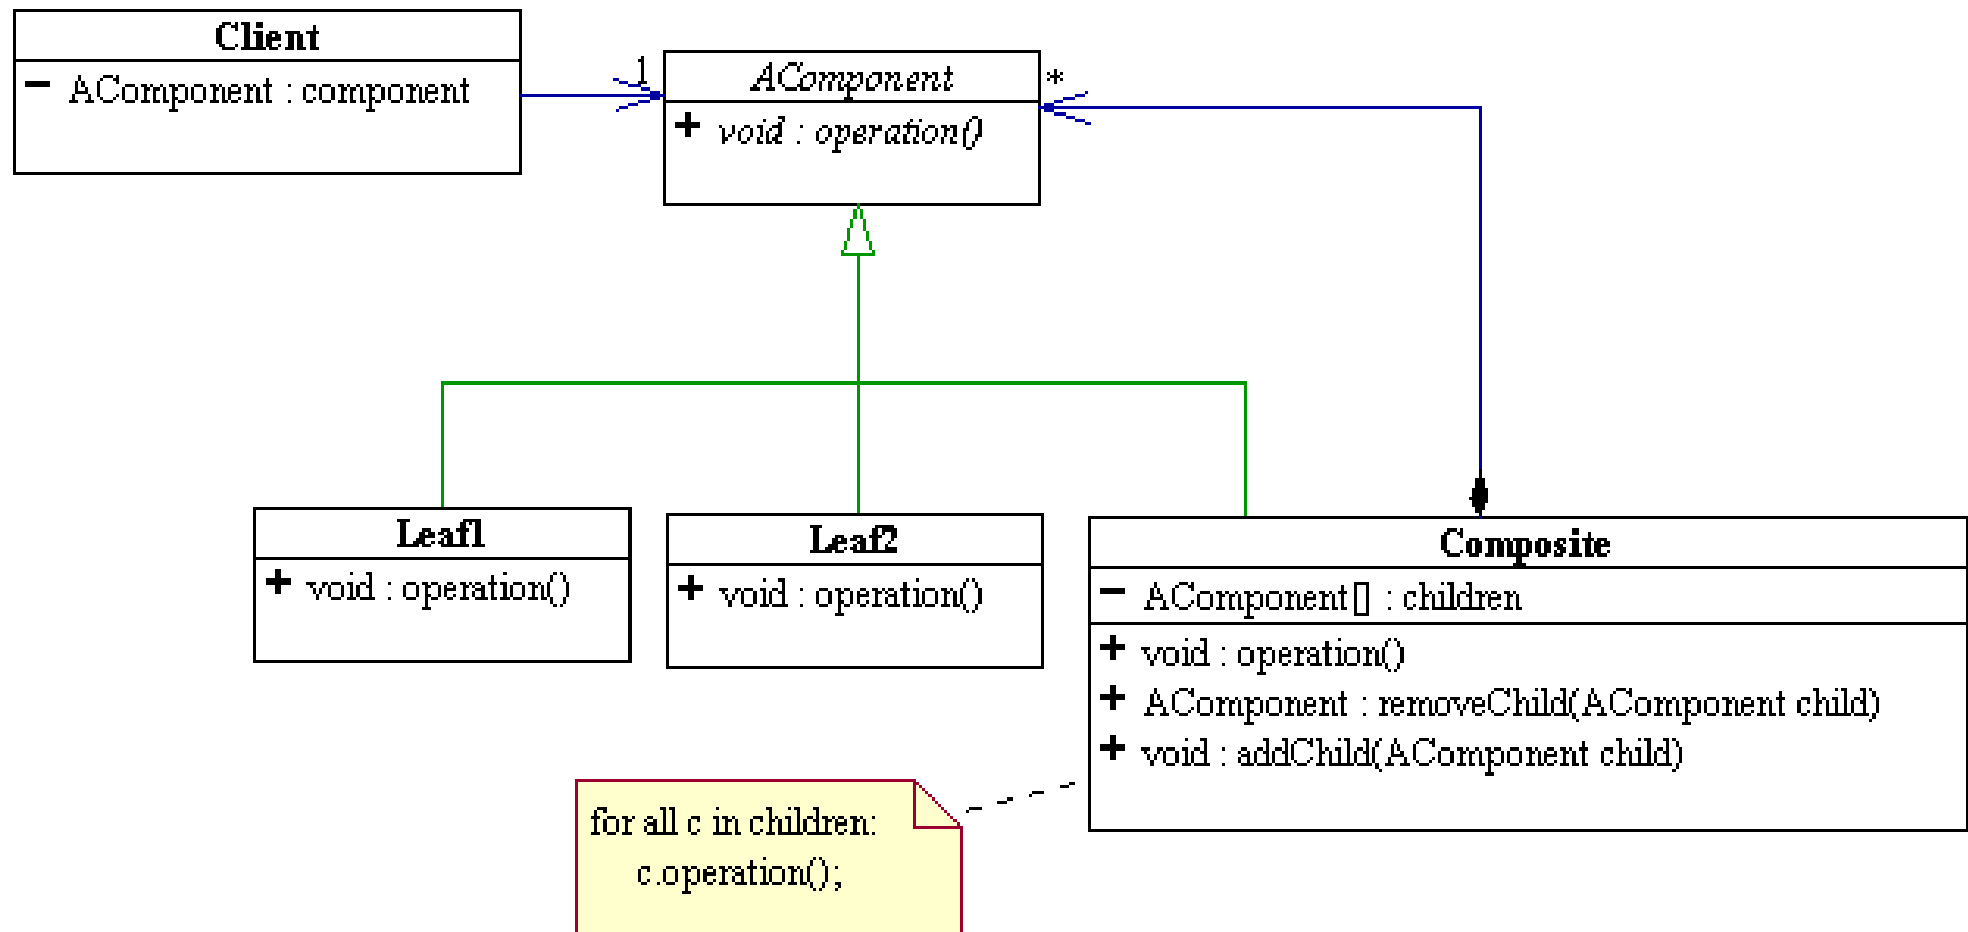 Client
- AComponent : component
1
AComponent
*
+ void : operation()
Leaf1
+ void : operation()
Leaf2
+ void : operation()
Composite
- AComponent[] : children
+ void : operation()
+ AComponent : removeChild(AComponent child)
+ void : addChild(AComponent child)
for all c in children:
c.operation();